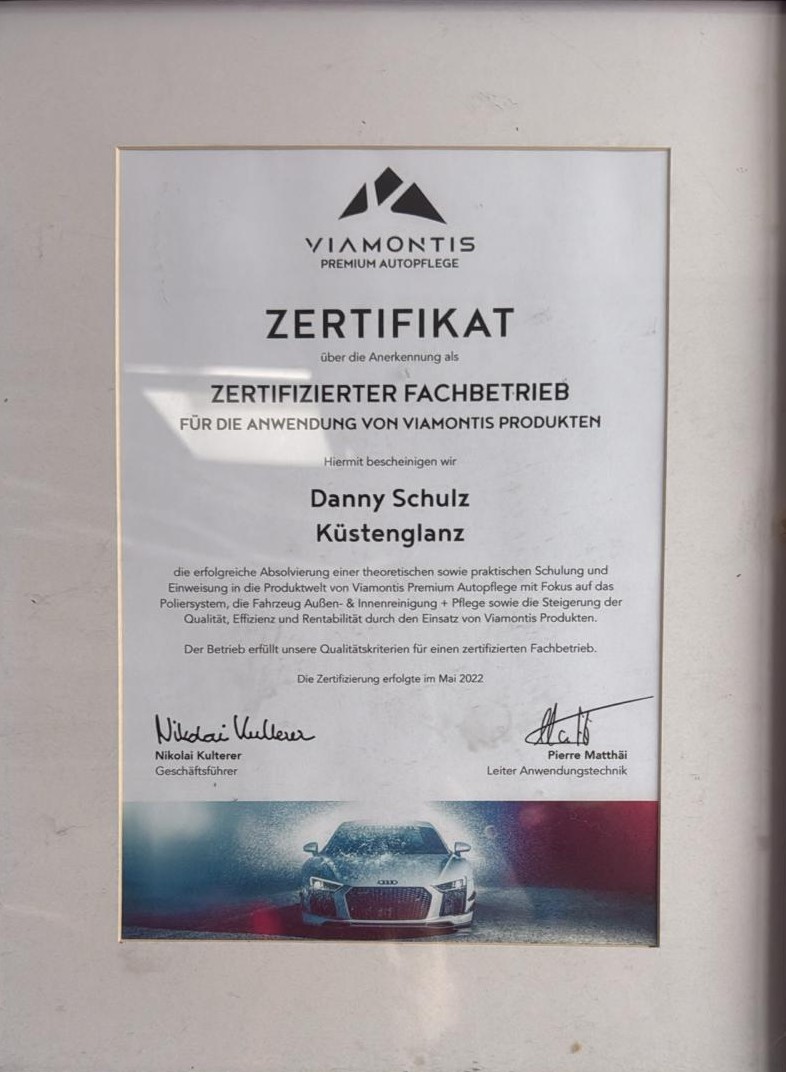 VIAMONTIS
PREMIUM AUTOPFLEGE
ZERTIFIKAT
über die Anerkennung als
ZERTIFIZIERTER FACHBETRIEB
FÜR DIE ANWENDUNG VON VIAMONTIS PRODUKTEN
Hiermit bescheinigen wir
Danny Schulz
Küstenglanz
die erfolgreiche Absolvierung einer theoretischen sowie praktischen Schulung und
Einweisung in die Produktwelt von Viamontis Premium Autopflege mit Fokus auf das
Poliersystem, die Fahrzeug Außen- & Innenreinigung + Pflege sowie die Steigerung der
Qualität, Effizienz und Rentabilität durch den Einsatz von Viamontis Produkten.
Der Betrieb erfüllt unsere Qualitätskriterien für einen zertifizierten Fachbetrieb.
Die Zertifizierung erfolgte im Mai 2022
Nikolai Kulterer
Nikolai Kulterer
Geschäftsführer
Pierre Matthäi
Leiter Anwendungstechnik